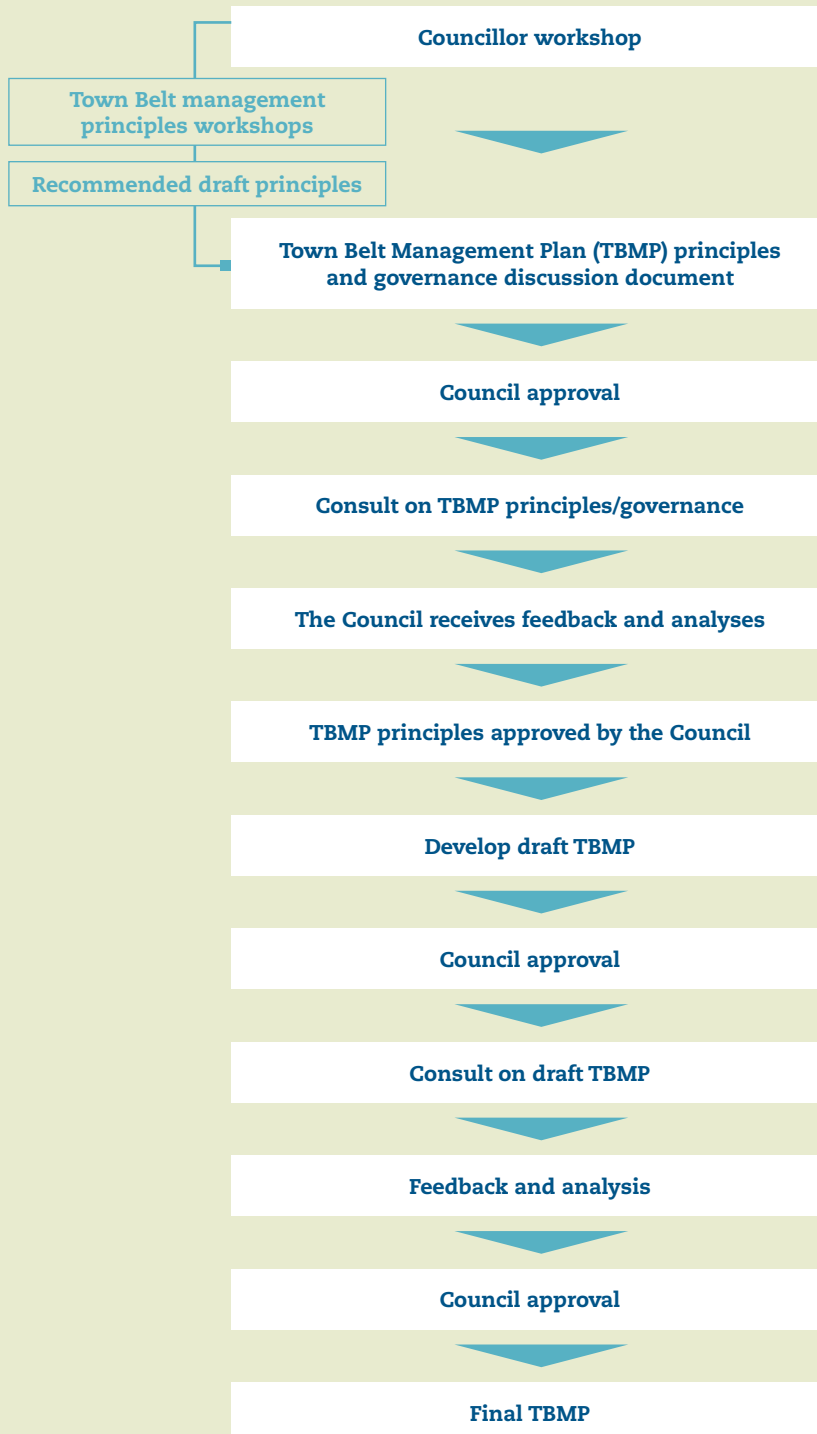 Councillor workshop
Town Belt management
principles workshops
Recommended draft principles
Town Belt Management Plan (TBMP) principles
and governance discussion document
Council approval
Consult on TBMP principles/governance
The Council receives feedback and analyses
TBMP principles approved by the Council
Develop draft TBMP
Council approval
Consult on draft TBMP
Feedback and analysis
Council approval
Final TBMP